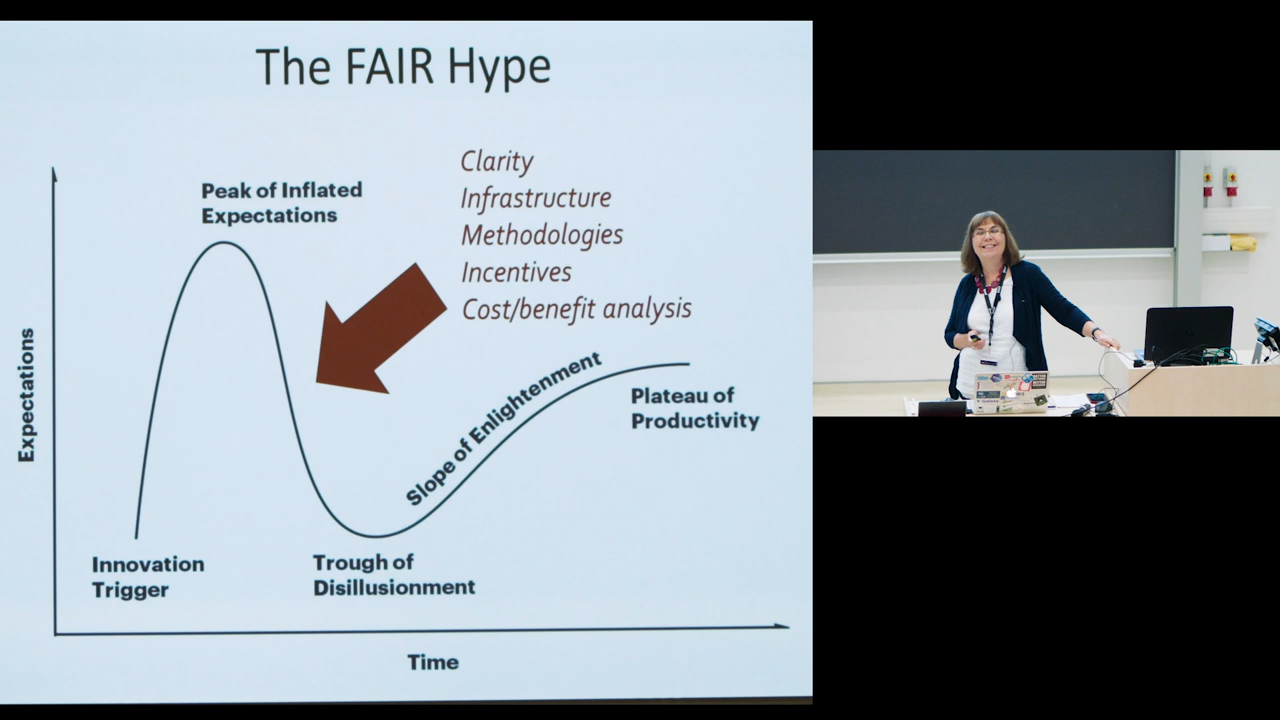 The FAIR Hype
Clarity
Infrastructure
Methodologies
Incentives
Cost/benefit analysis
Peak of Inflated
Expectations
Expectations
Slope of Enlightenment
Plateau of
Productivity
Innovation
Trigger
Trough of
Disillusionment
Time